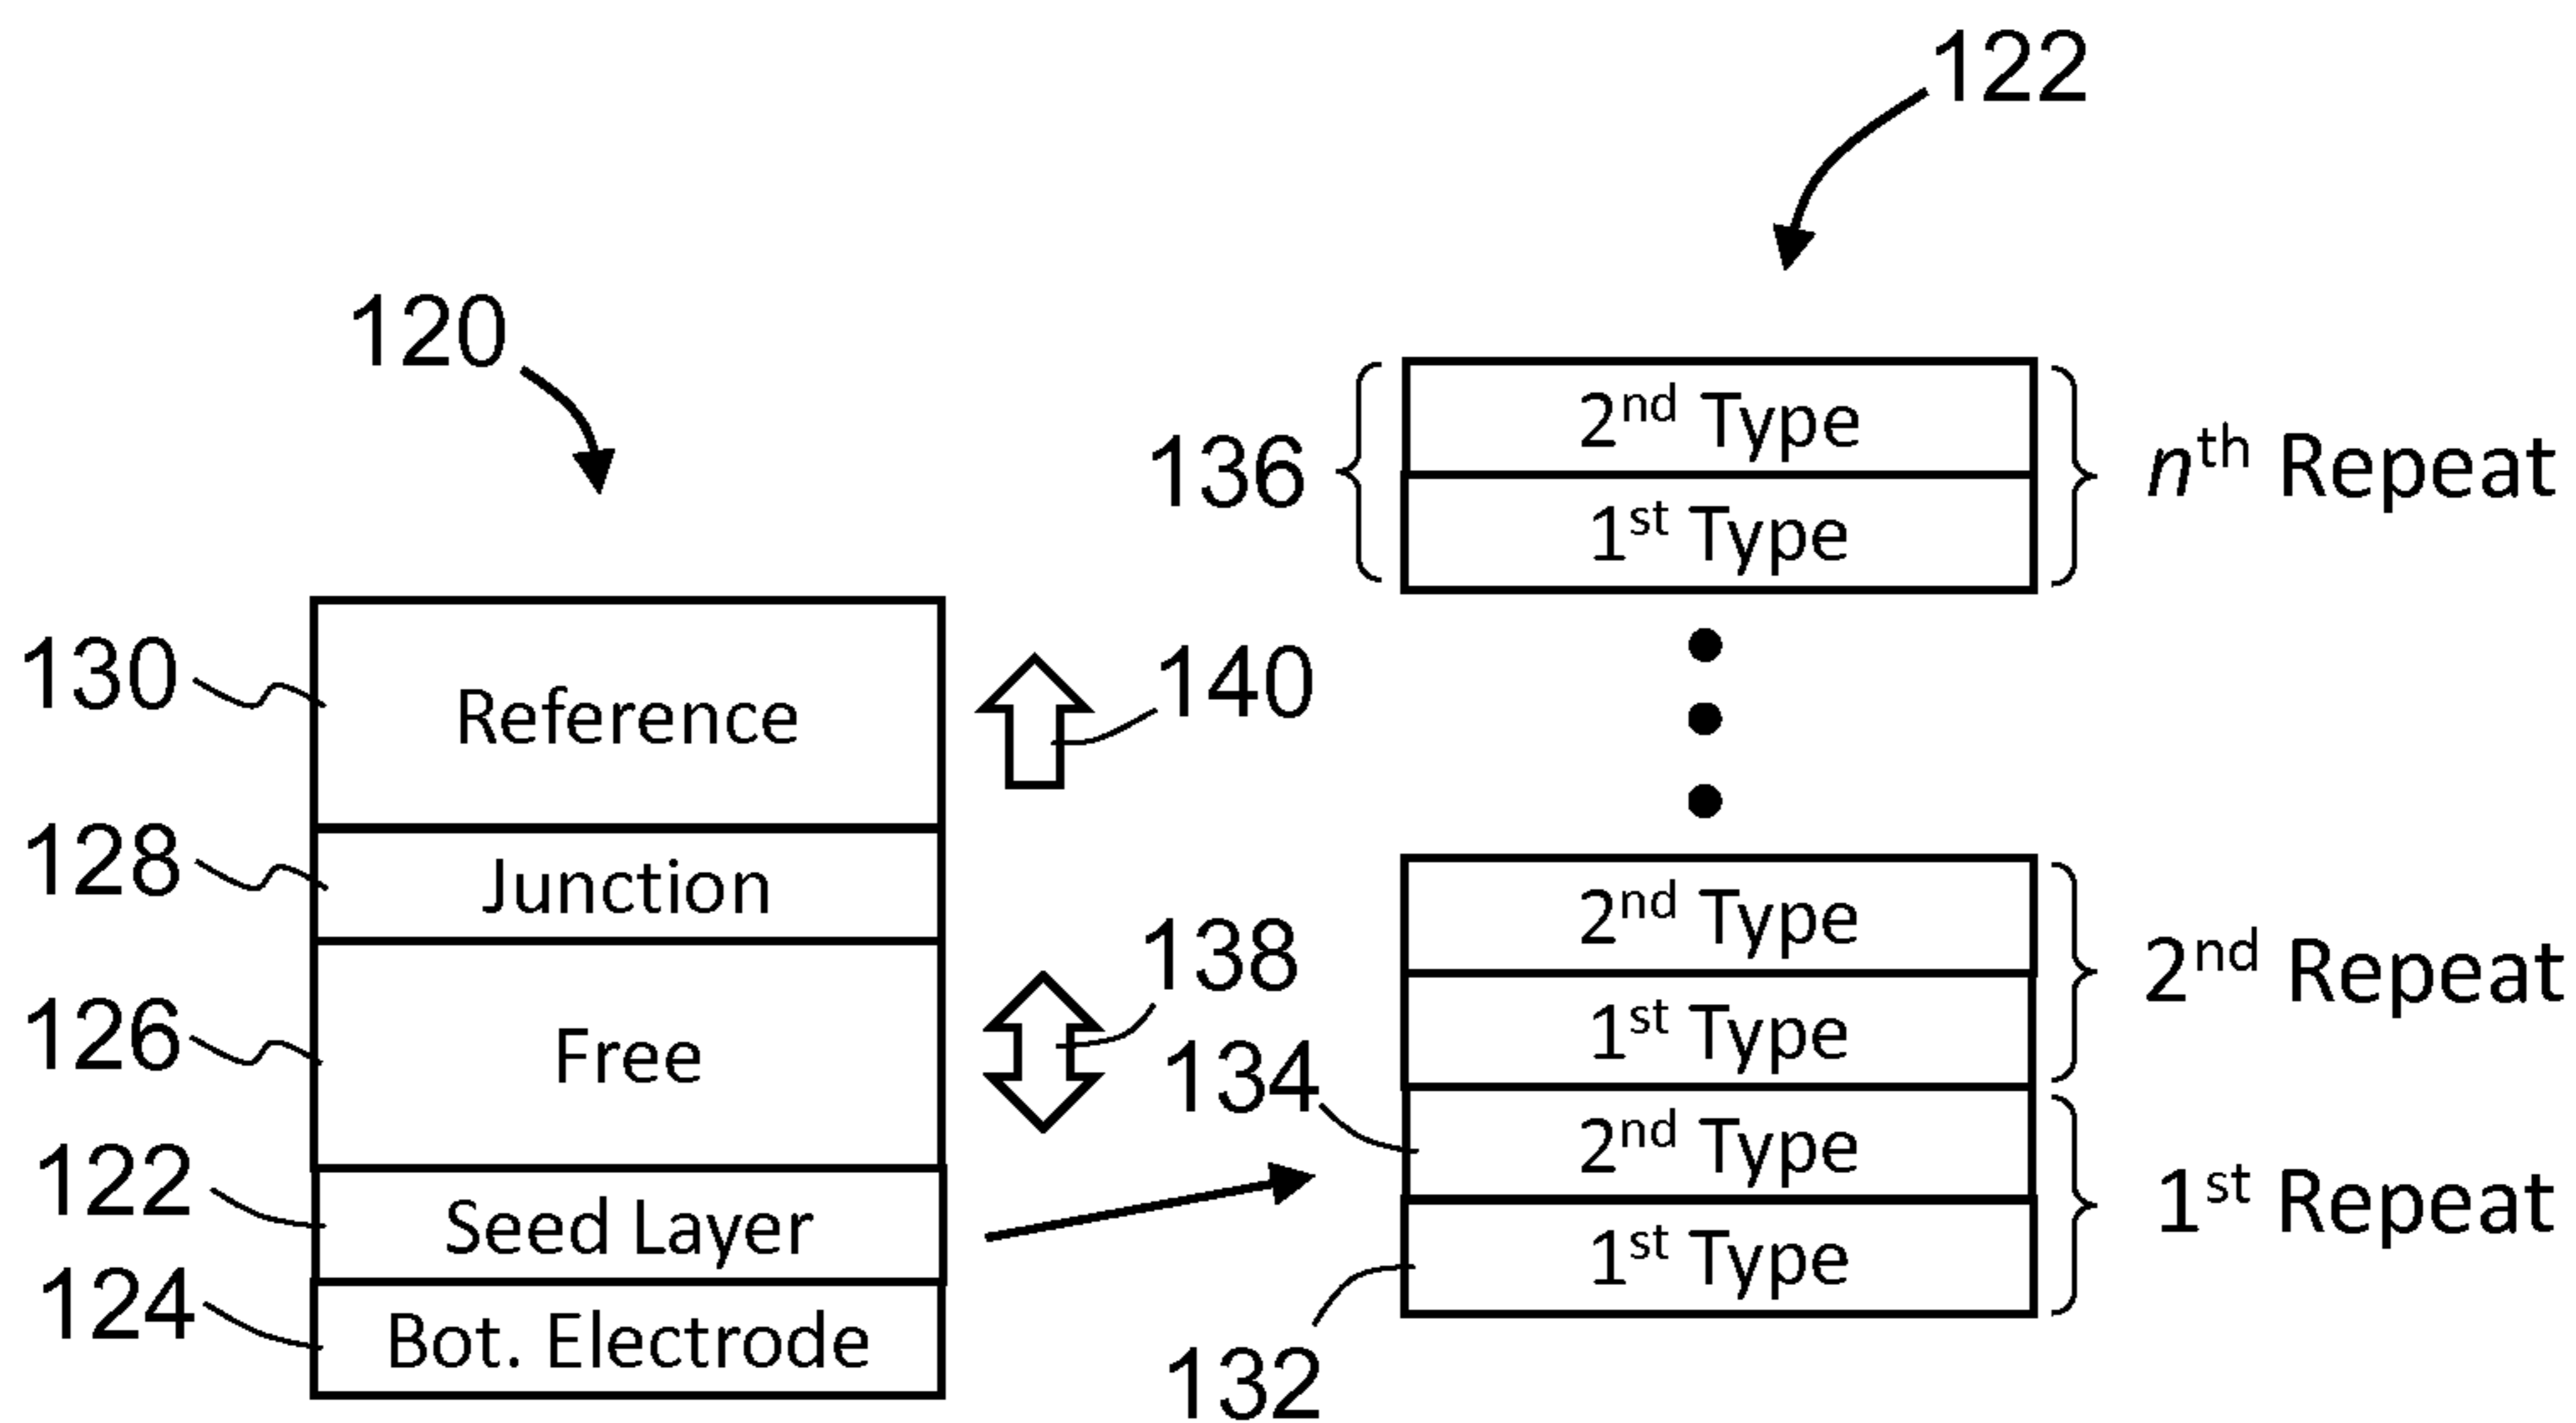 122
120
2nd Type
136
nth Repeat
1st Type
130
Reference
140
128
Junction
2nd Type
138
2nd Repeat
1st Type
126
Free
134
2nd Type
122
Seed Layer
1st Repeat
1st Type
124
Bot. Electrode
132